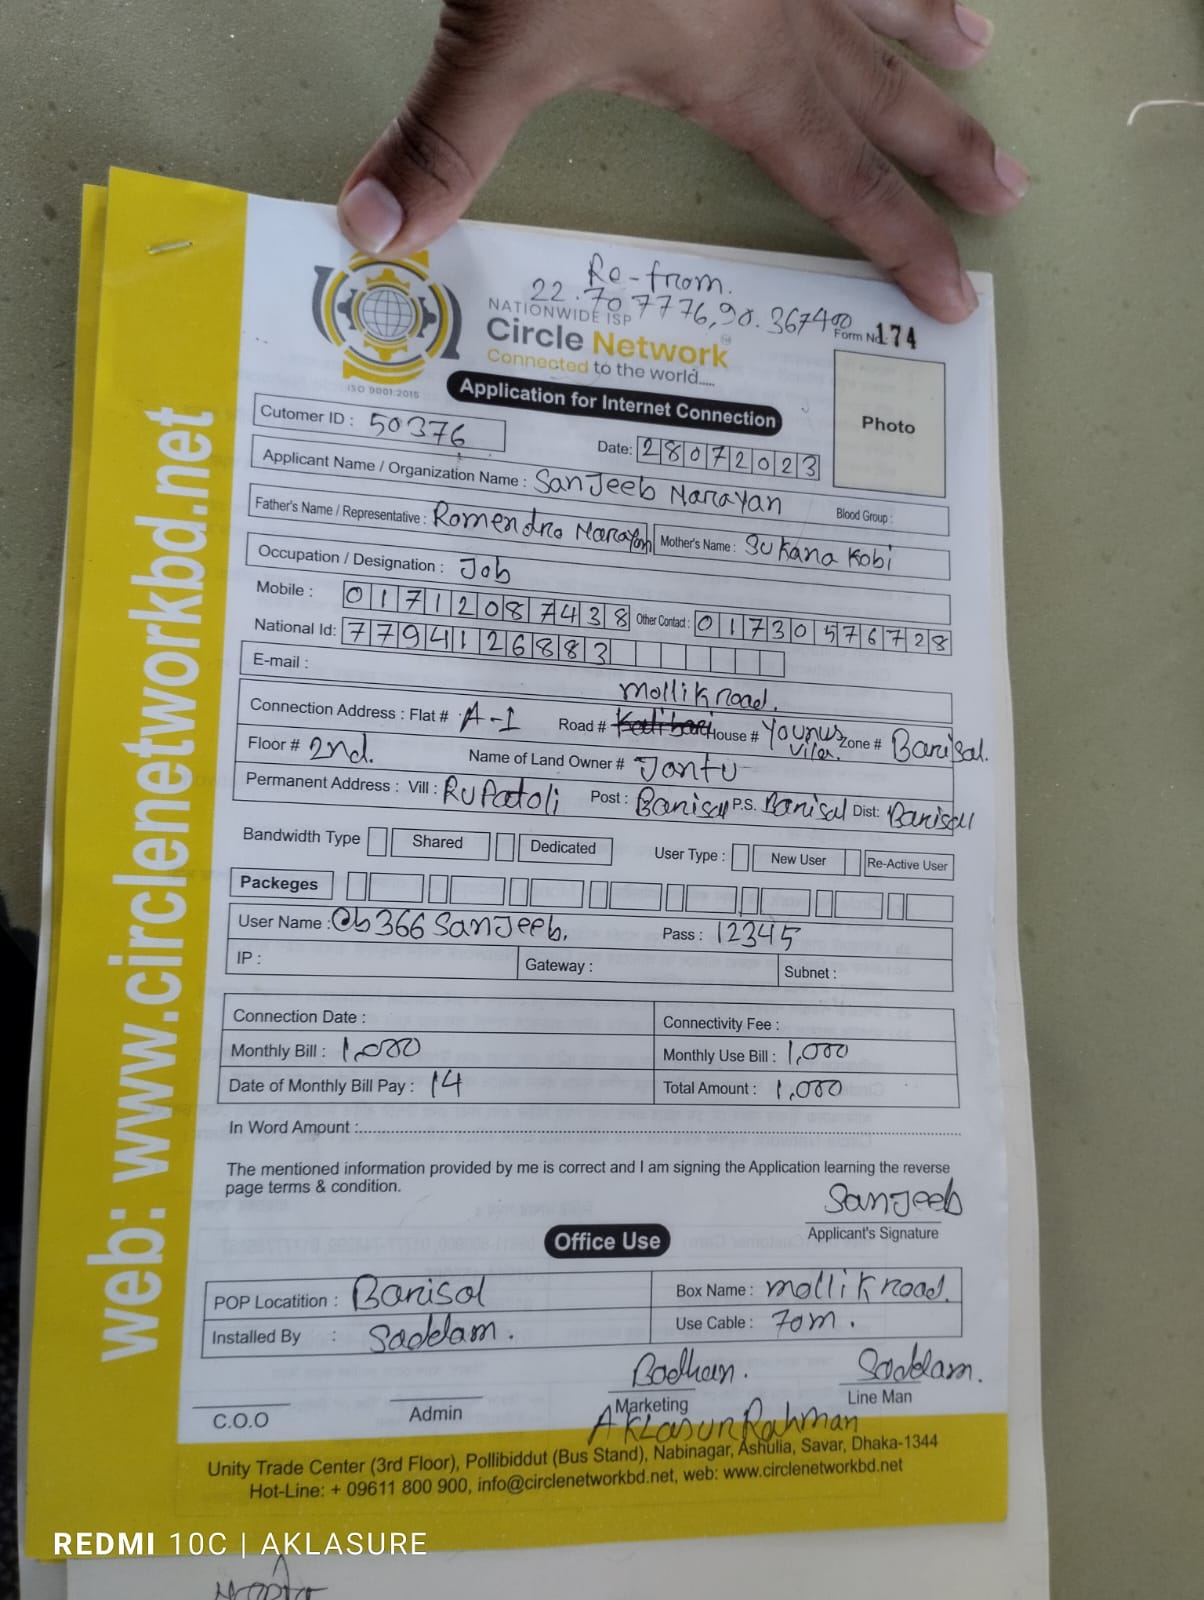 Re-from.
22.707776,90.367400
NATIONWIDE ISP
Circle Network
Connected to the world.....
ISO 9001:2015
Form No. 174
Application for Internet Connection
Photo
Cutomer ID : 50376
Date: 28072023
Applicant Name / Organization Name : SanJeeb Narayan
Blood Group :
Father's Name / Representative : Romendra Narayan Mother's Name : Sukana Kobi
Occupation / Designation : Job
Mobile : 01712087438 Other Contact : 01730576728
National Id: 7794126883
E-mail :
mollik road.
Connection Address : Flat # A-1 Road # House # Younus Vila. Zone # Barisal.
Floor # 2nd. Name of Land Owner # Jantu
Permanent Address : Vill : Rupatoli Post : Barisal P.S. Barisal Dist: Barisal
Bandwidth Type Shared Dedicated User Type : New User Re-Active User
Packeges
User Name : Cb366SanJeeb. Pass : 12345
IP : Gateway : Subnet :
Connection Date : Connectivity Fee :
Monthly Bill : 1,000 Monthly Use Bill : 1,000
Date of Monthly Bill Pay : 14 Total Amount : 1,000
In Word Amount :
The mentioned information provided by me is correct and I am signing the Application learning the reverse
page terms & condition.
SanJeeb
Applicant's Signature
Office Use
POP Locatition : Barisal Box Name : mollik road.
Installed By : Saddam. Use Cable : 70m.
Badhan. Saddam.
C.O.O Admin Marketing Line Man
Aklasur Rahman
Unity Trade Center (3rd Floor), Pollibiddut (Bus Stand), Nabinagar, Ashulia, Savar, Dhaka-1344
Hot-Line: + 09611 800 900, info@circlenetworkbd.net, web: www.circlenetworkbd.net
web: www.circlenetworkbd.net
REDMI 10C | AKLASURE